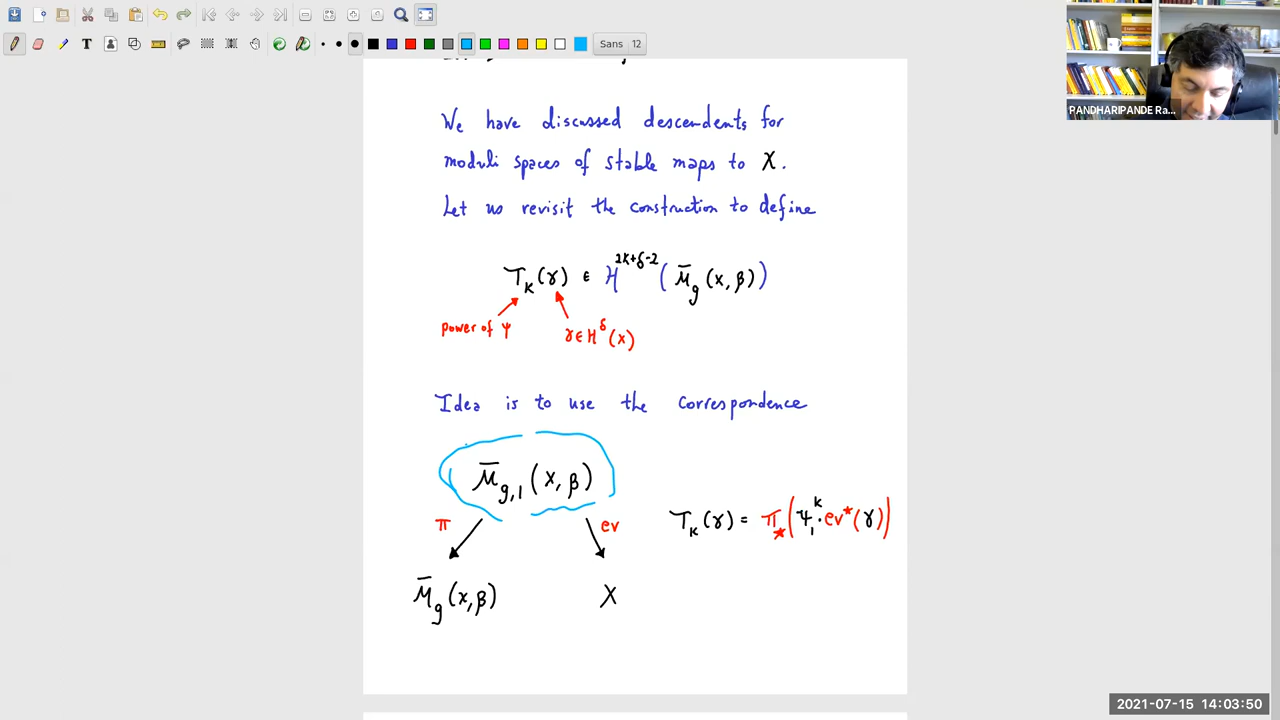 Sans 12
PANDHARIPANDE Ra...
We have discussed descendents for
moduli spaces of stable maps to X.
Let us revisit the construction to define
τ_k(γ) ∈ H^{2k+δ-2}(M̄_g(X,β))
power of ψ
γ∈H^δ(X)
Idea is to use the correspondence
M̄_{g,1}(X,β)
π
ev
τ_k(γ) = π_*(ψ_1^k · ev^*(γ))
M̄_g(X,β)
X
2021-07-15 14:03:50